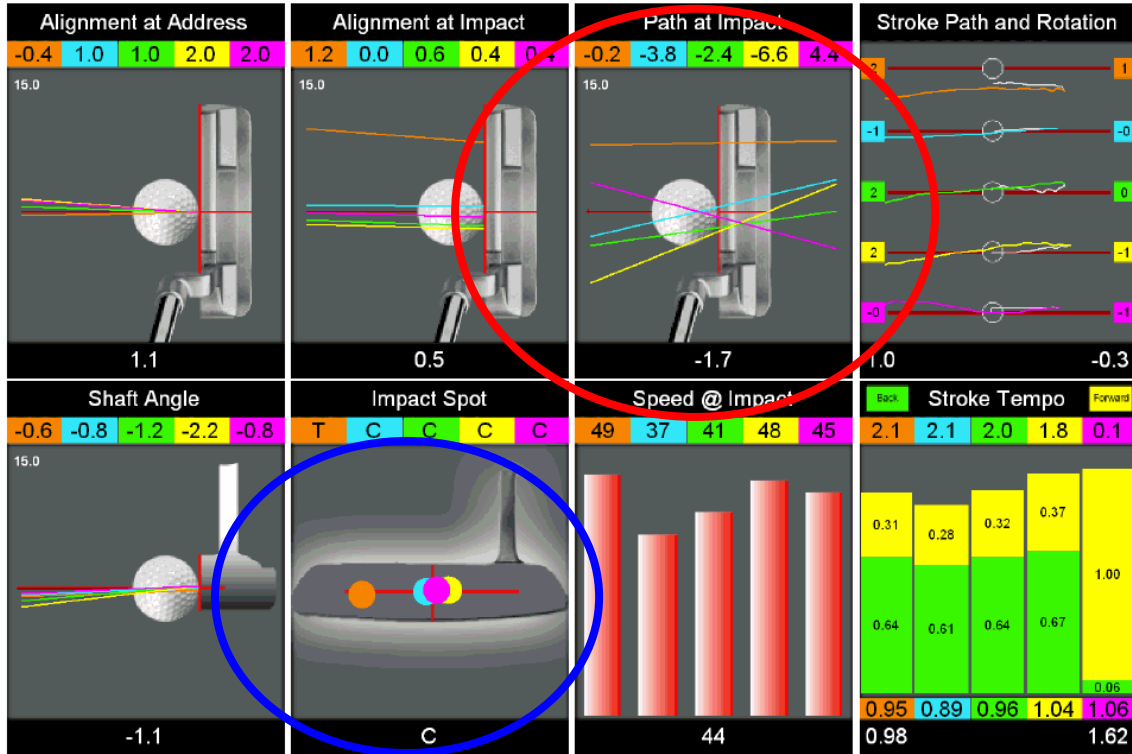 Alignment at Address
-0.4 1.0 1.0 2.0 2.0
15.0
1.1
Alignment at Impact
1.2 0.0 0.6 0.4 0.4
15.0
0.5
Path at Impact
-0.2 -3.8 -2.4 -6.6 4.4
15.0
-1.7
Stroke Path and Rotation
2 1
-1 -0
2 0
2 -1
-0 -1
1.0 -0.3
Shaft Angle
-0.6 -0.8 -1.2 -2.2 -0.8
15.0
-1.1
Impact Spot
T C C C C
C
Speed @ Impact
49 37 41 48 45
44
Back Stroke Tempo Forward
2.1 2.1 2.0 1.8 0.1
0.31 0.28 0.32 0.37 1.00
0.64 0.61 0.64 0.67 0.06
0.95 0.89 0.96 1.04 1.06
0.98 1.62